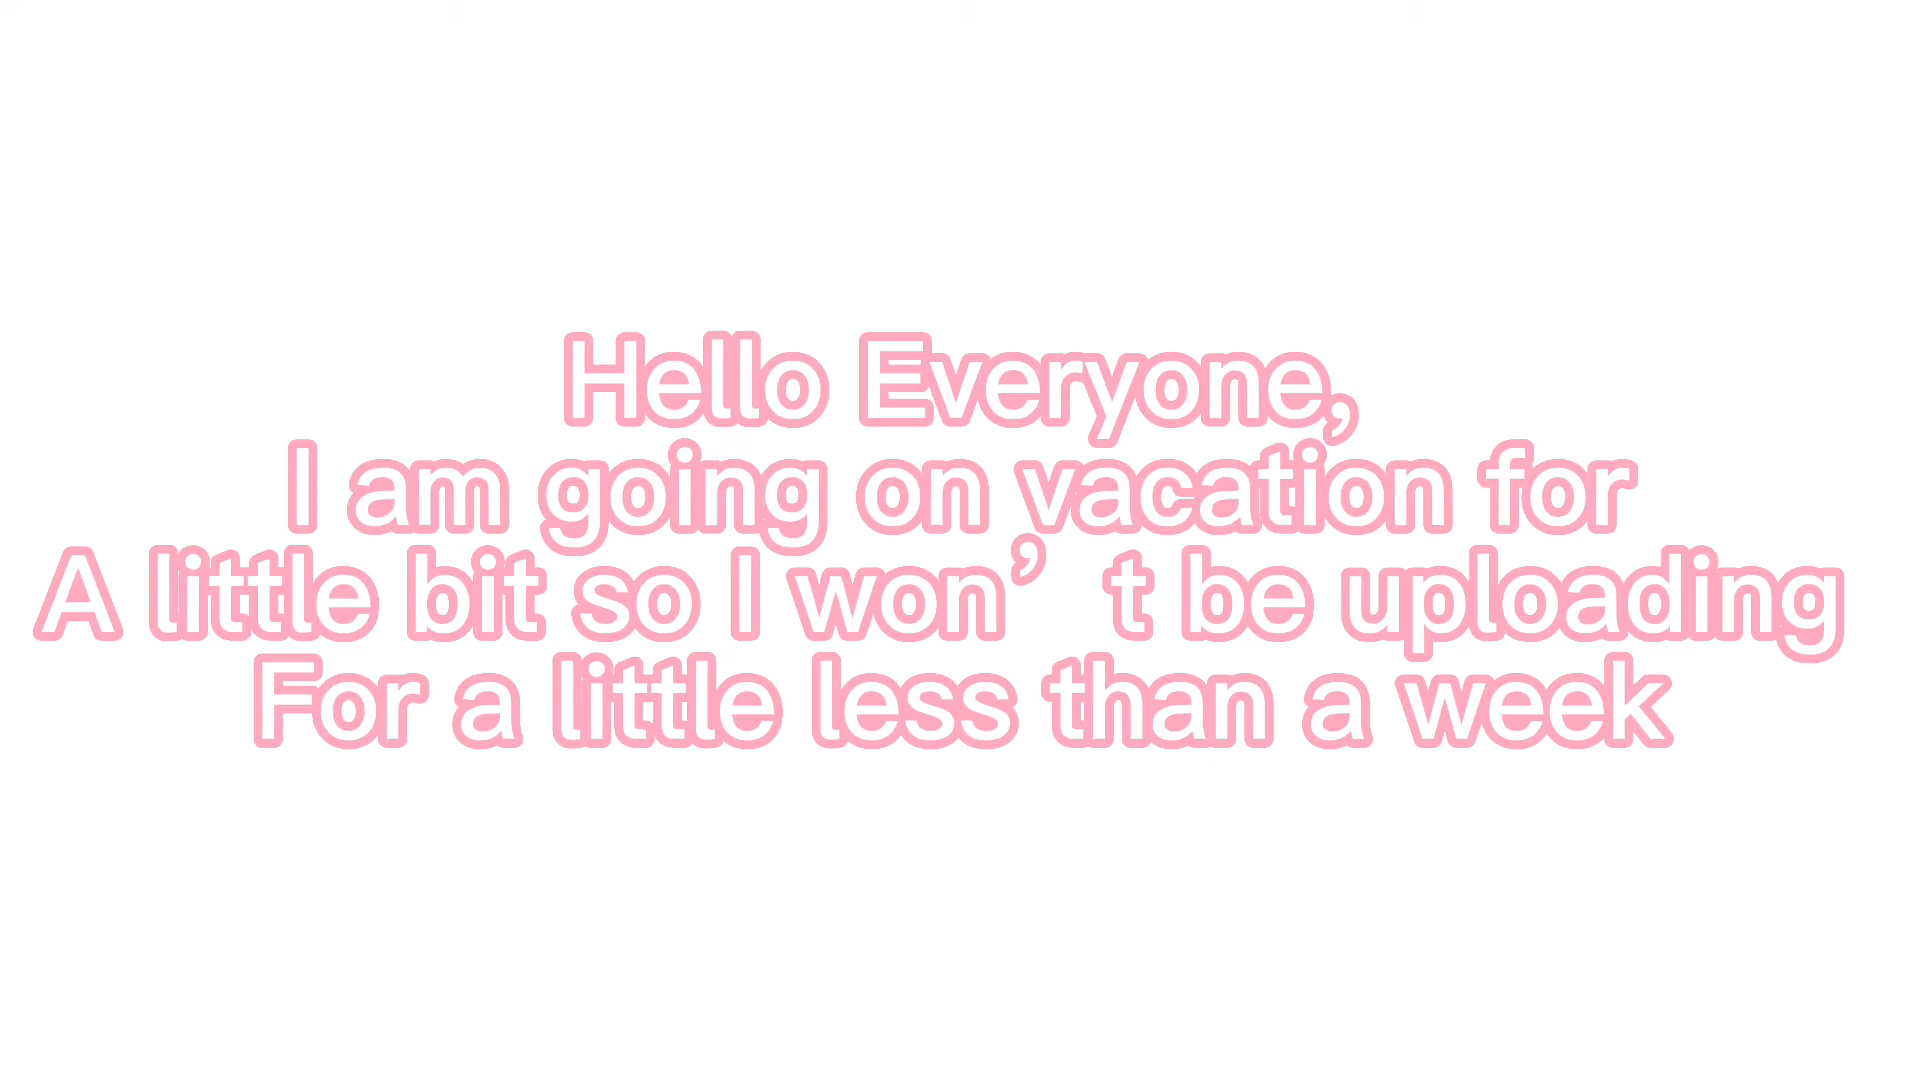 Hello Everyone,
I am going on vacation for
A little bit so I won’t be uploading
For a little less than a week